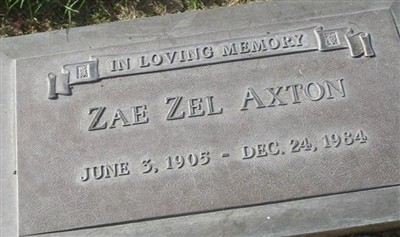 IN LOVING MEMORY
ZAE ZEL AXTON
JUNE 3, 1905 - DEC. 24, 1984